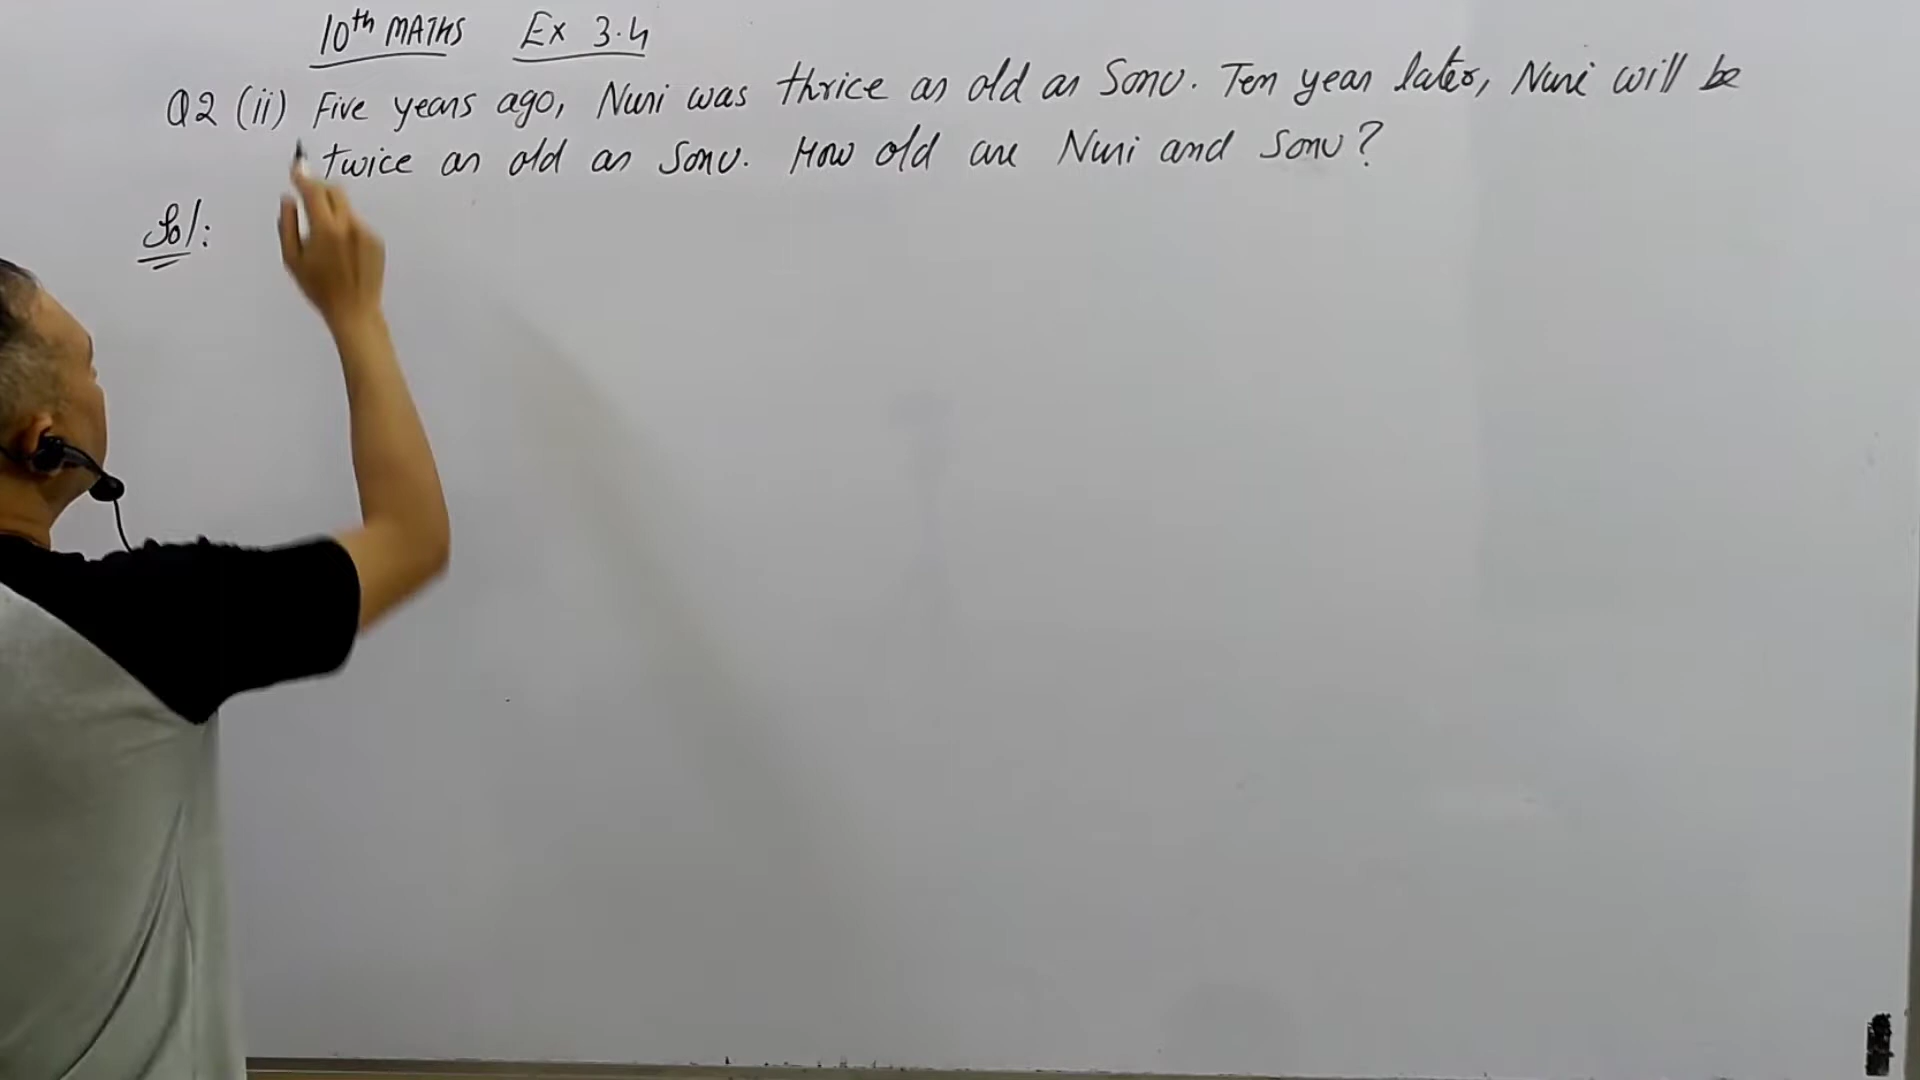 10th MATHS Ex 3.4
Q2 (ii) Five years ago, Nuri was thrice as old as Sonu. Ten year later, Nuri will be
twice as old as Sonu. How old are Nuri and Sonu?
Sol: